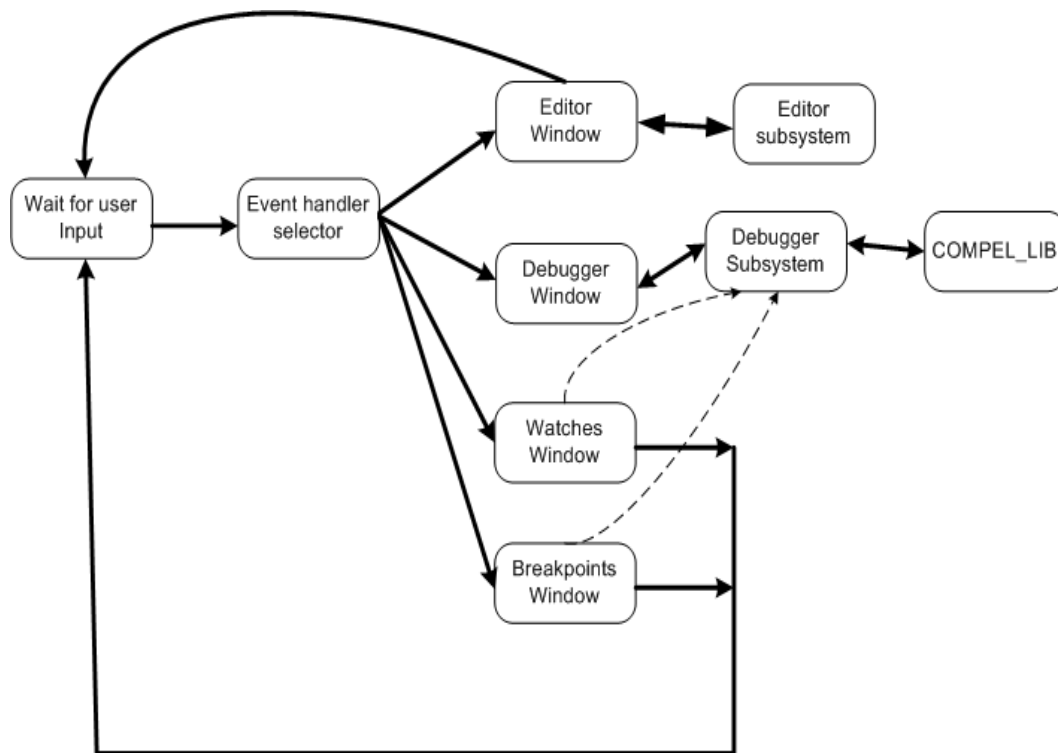 Editor
Window
Editor
subsystem
Wait for user
Input
Event handler
selector
Debugger
Window
Debugger
Subsystem
COMPEL_LIB
Watches
Window
Breakpoints
Window